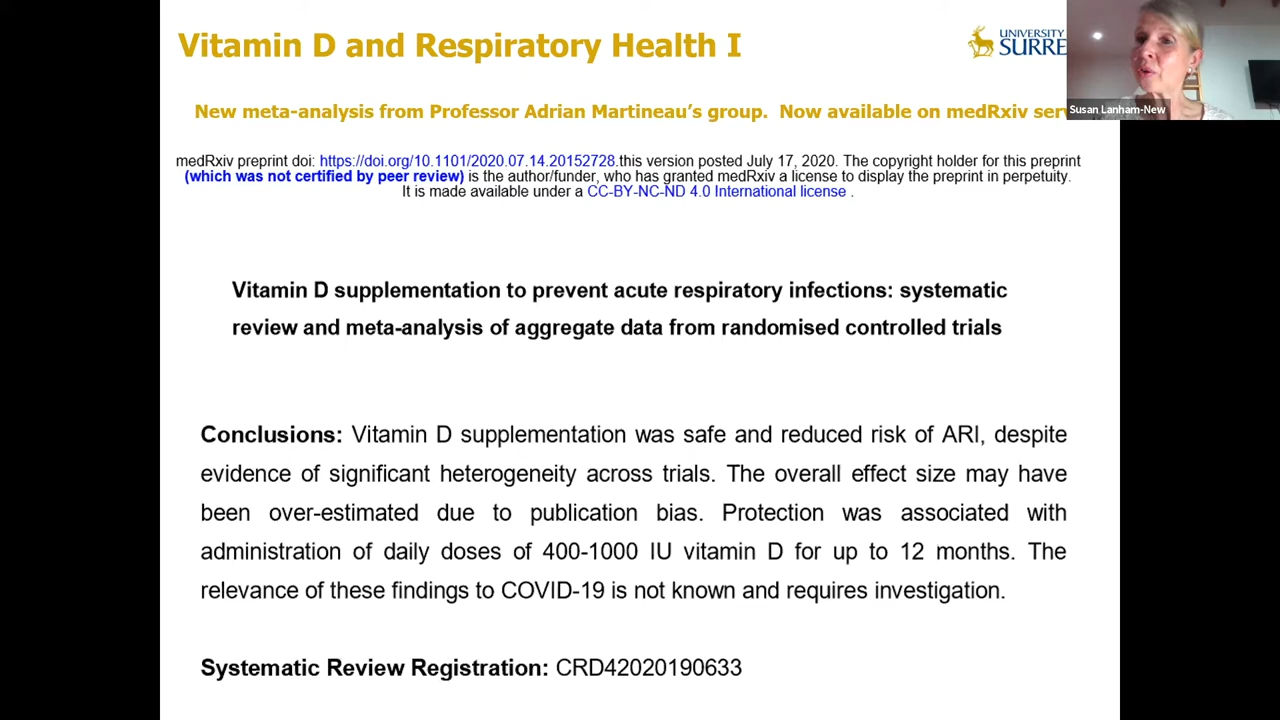 Vitamin D and Respiratory Health I
UNIVERSITY
SURRE
Susan Lanham-New
New meta-analysis from Professor Adrian Martineau's group.  Now available on medRxiv ser
medRxiv preprint doi: https://doi.org/10.1101/2020.07.14.20152728.this version posted July 17, 2020. The copyright holder for this preprint
(which was not certified by peer review) is the author/funder, who has granted medRxiv a license to display the preprint in perpetuity.
It is made available under a CC-BY-NC-ND 4.0 International license .
Vitamin D supplementation to prevent acute respiratory infections: systematic
review and meta-analysis of aggregate data from randomised controlled trials
Conclusions: Vitamin D supplementation was safe and reduced risk of ARI, despite
evidence of significant heterogeneity across trials. The overall effect size may have
been over-estimated due to publication bias. Protection was associated with
administration of daily doses of 400-1000 IU vitamin D for up to 12 months. The
relevance of these findings to COVID-19 is not known and requires investigation.
Systematic Review Registration: CRD42020190633